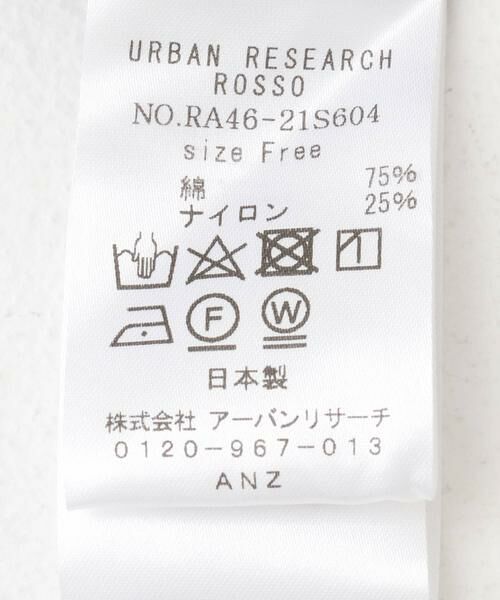 URBAN RESEARCH
ROSSO
NO.RA46-21S604
size Free
綿 75%
ナイロン 25%
F W
日本製
株式会社 アーバンリサーチ
0120-967-013
ANZ